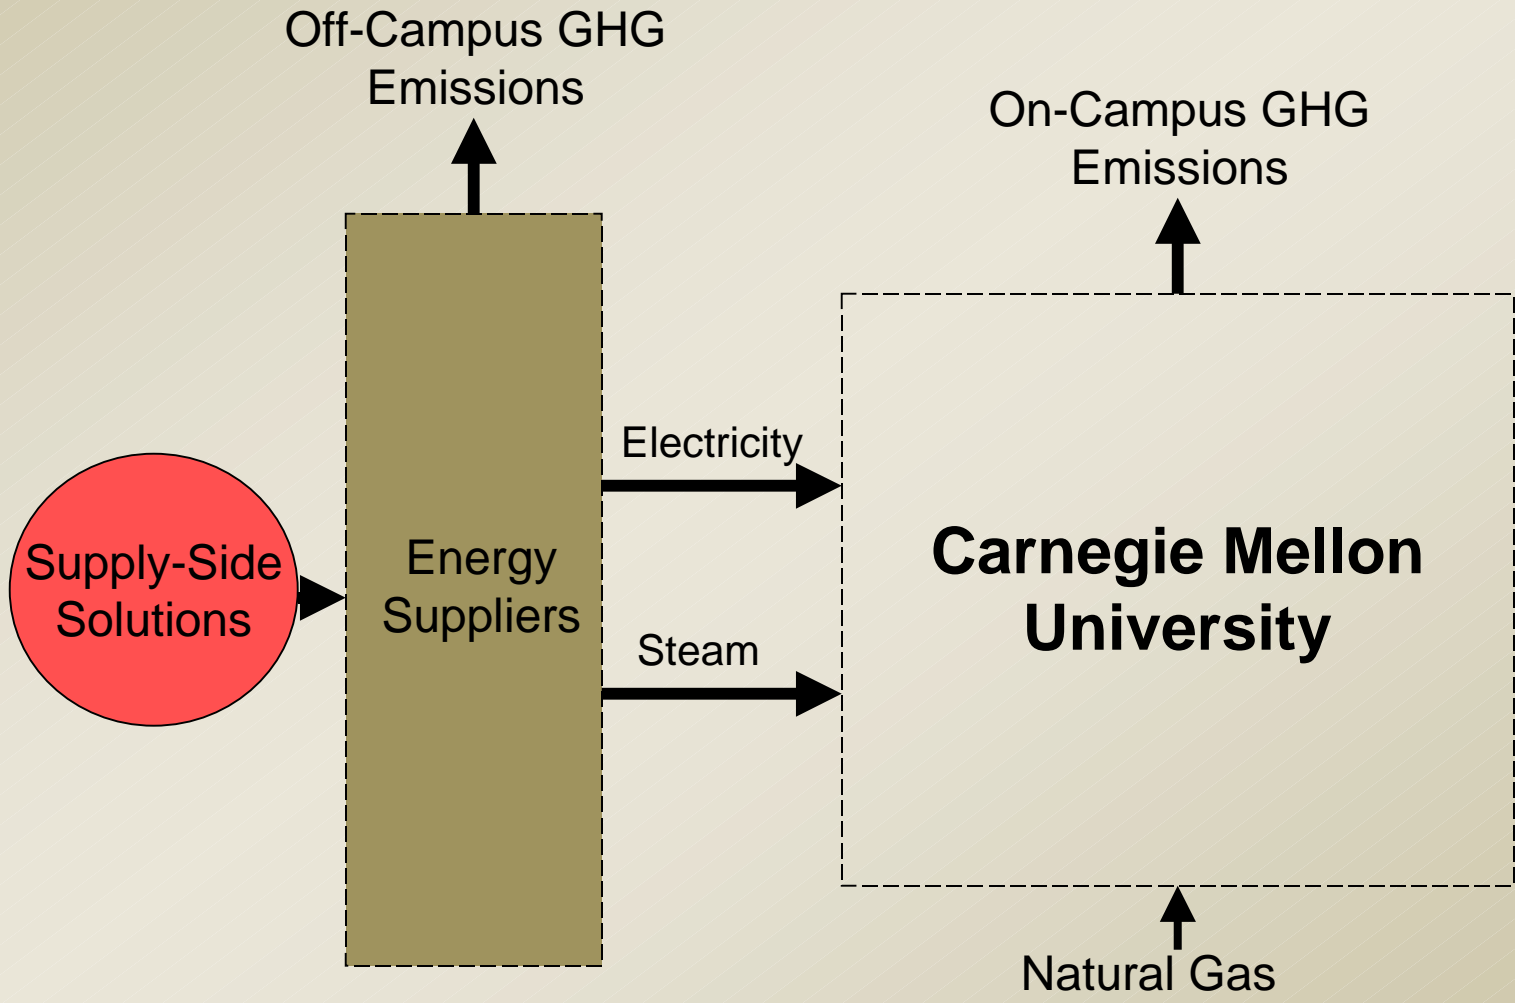 Off-Campus GHG
Emissions
On-Campus GHG
Emissions
Electricity
Supply-Side
Solutions
Energy
Suppliers
Carnegie Mellon
University
Steam
Natural Gas